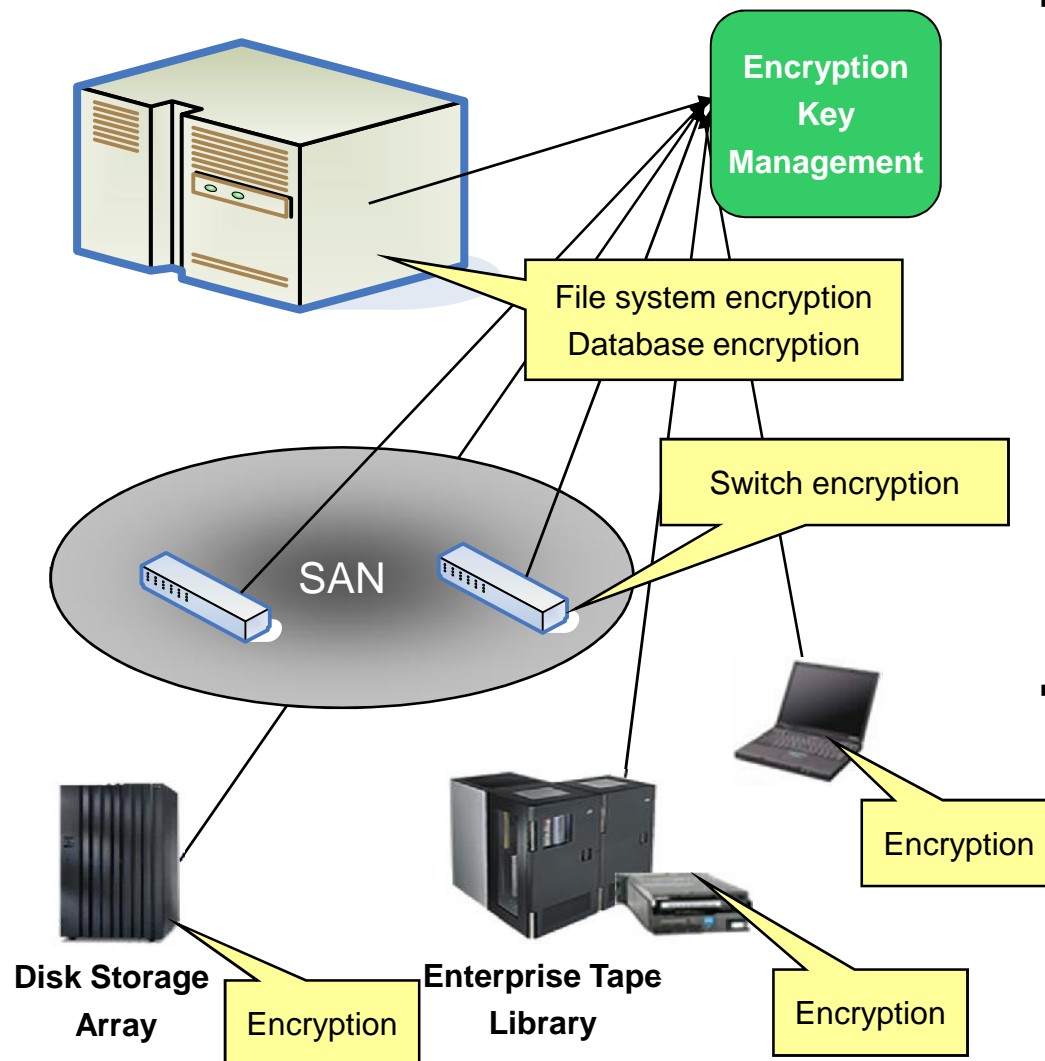 Encryption
Key
Management
File system encryption
Database encryption
Switch encryption
SAN
Encryption
Disk Storage
Array
Encryption
Enterprise Tape
Library
Encryption